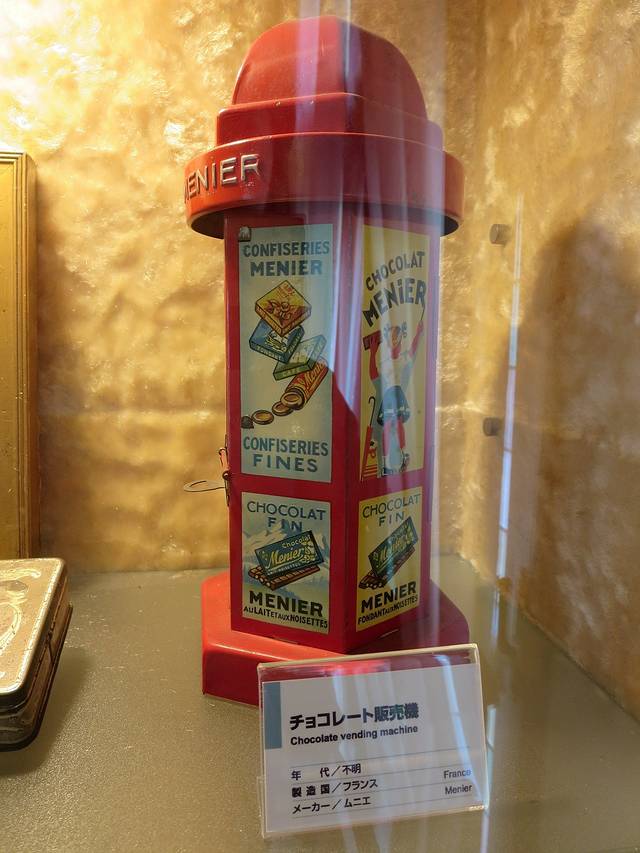 MENIER
CONFISERIES
MENIER
CONFISERIES
FINES
CHOCOLAT
MENIER
CHOCOLAT
FIN
Chocolat
Menier
MENIER
AU LAIT ET AUX NOISETTES
CHOCOLAT
FIN
Menier
MENIER
FONDANT AUX NOISETTES
チョコレート販売機
Chocolate vending machine
年 代／不明
製造国／フランス France
メーカー／ムニエ Menier